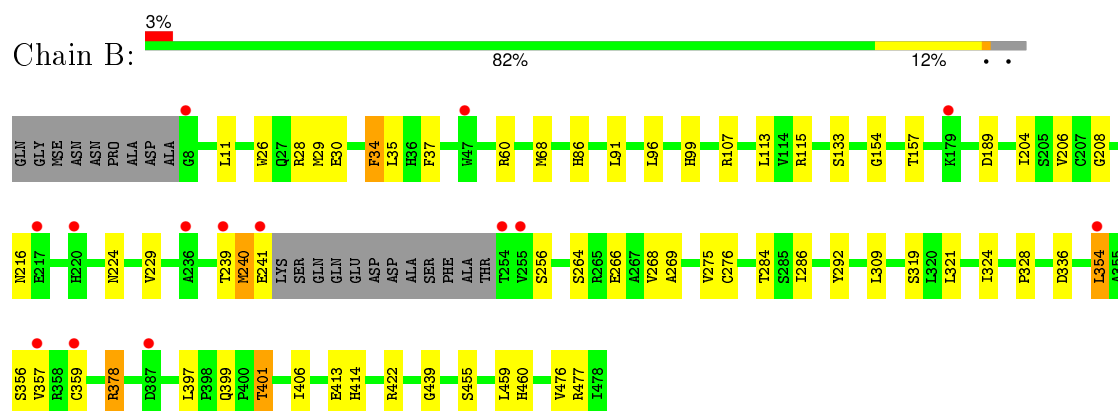 3%
Chain B:
82% 12% • •
GLN GLY MSE ASN ASN PRO ALA ASP ALA G8 L11 W26 Q27 R28 M29 E30 F34 L35 H36 F37 W47 R60 M68 H86 L91 L96 H99 R107 L113 V114 R115 S133 G154 T157 K179 D189 I204 S205 V206 C207 G208
N216 E217 H220 N224 V229 A236 T239 M240 E241 LYS SER GLN GLN GLU ASP ASP ALA SER PHE ALA THR T254 V255 S256 S264 R265 E266 A267 V268 A269 V275 C276 T284 S285 I286 Y292 L309 S319 L320 L321 I324 P328 D336 L354 A355
S356 V357 R358 C359 R378 D387 L397 P398 Q399 P400 T401 I406 E413 H414 R422 G439 S455 L459 H460 V476 R477 I478